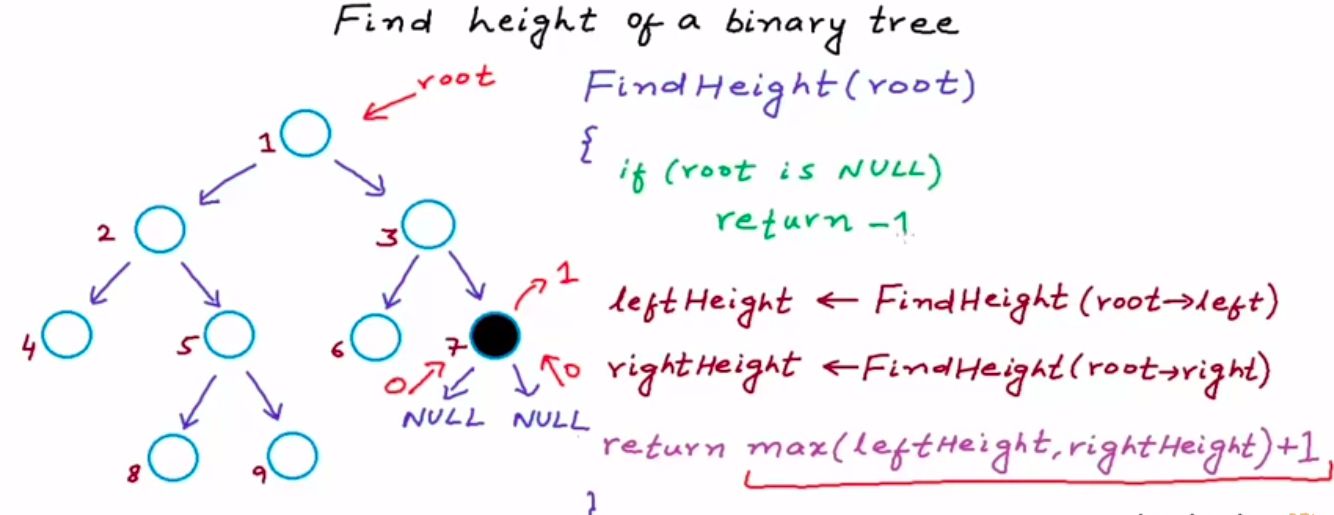 Find height of a binary tree
root
FindHeight(root)
{
if (root is NULL)
return -1
leftHeight ← FindHeight(root→left)
rightHeight ← FindHeight(root→right)
return max(leftHeight, rightHeight)+1
}
1
2
3
4
5
6
7
1
0
0
NULL
NULL
8
9